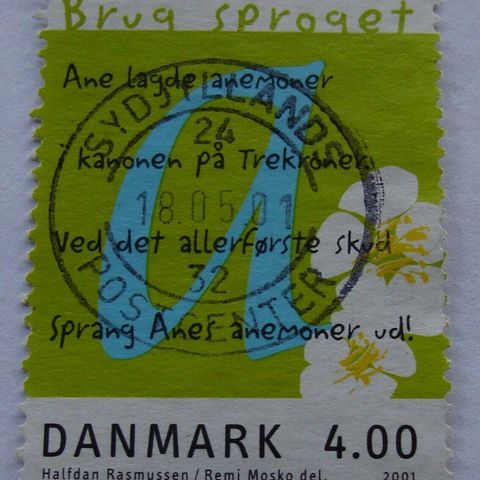 Brug sproget
a
Ane lagde anemoner
kanonen på Trekroner.
Ved det allerførste skud
sprang Anes anemoner ud!
SYDJYLLANDS
24
18.05.01
32
POSTCENTER
DANMARK 4.00
Halfdan Rasmussen / Remi Mosko del. 2001